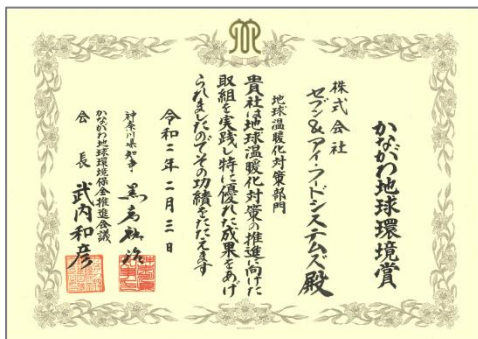 かながわ地球環境賞
株式会社
セブン&アイ・フードシステムズ殿
地球温暖化対策部門
貴社は地球温暖化対策の推進に向けた
取組を実践し特に優れた成果をあげ
られましたのでその功績をたたえます
令和二年二月三日
神奈川県知事 黒岩祐治
かながわ地球環境保全推進会議
会長 武内和彦